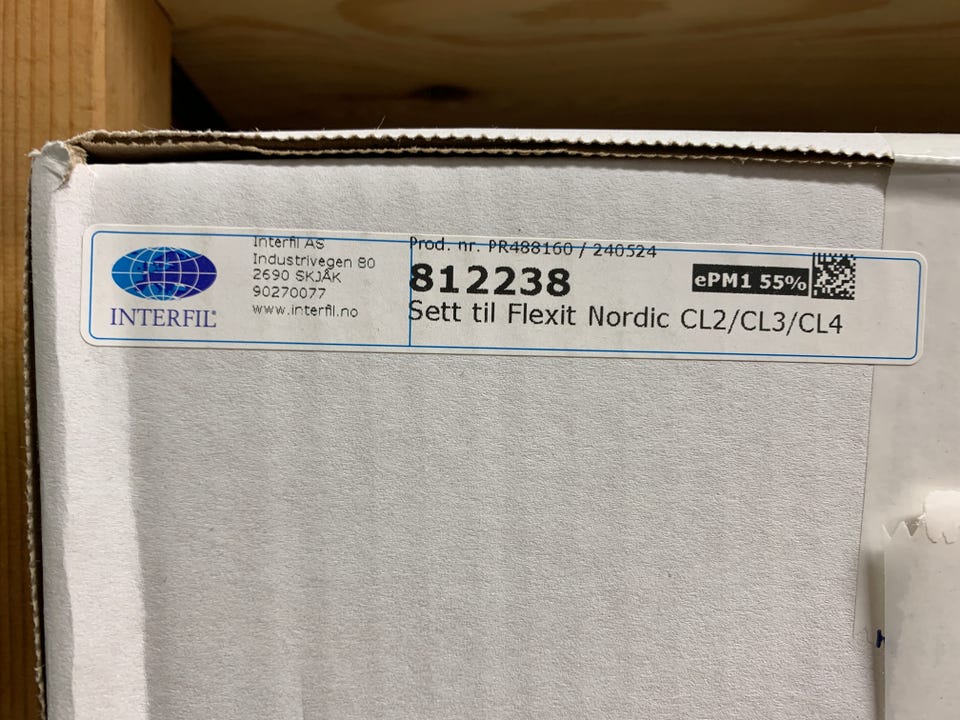 INTERFIL®
Interfil AS
Industrivegen 80
2690 SKJÅK
90270077
www.interfil.no
Prod. nr. PR488160 / 240524
812238
ePM1 55%
Sett til Flexit Nordic CL2/CL3/CL4